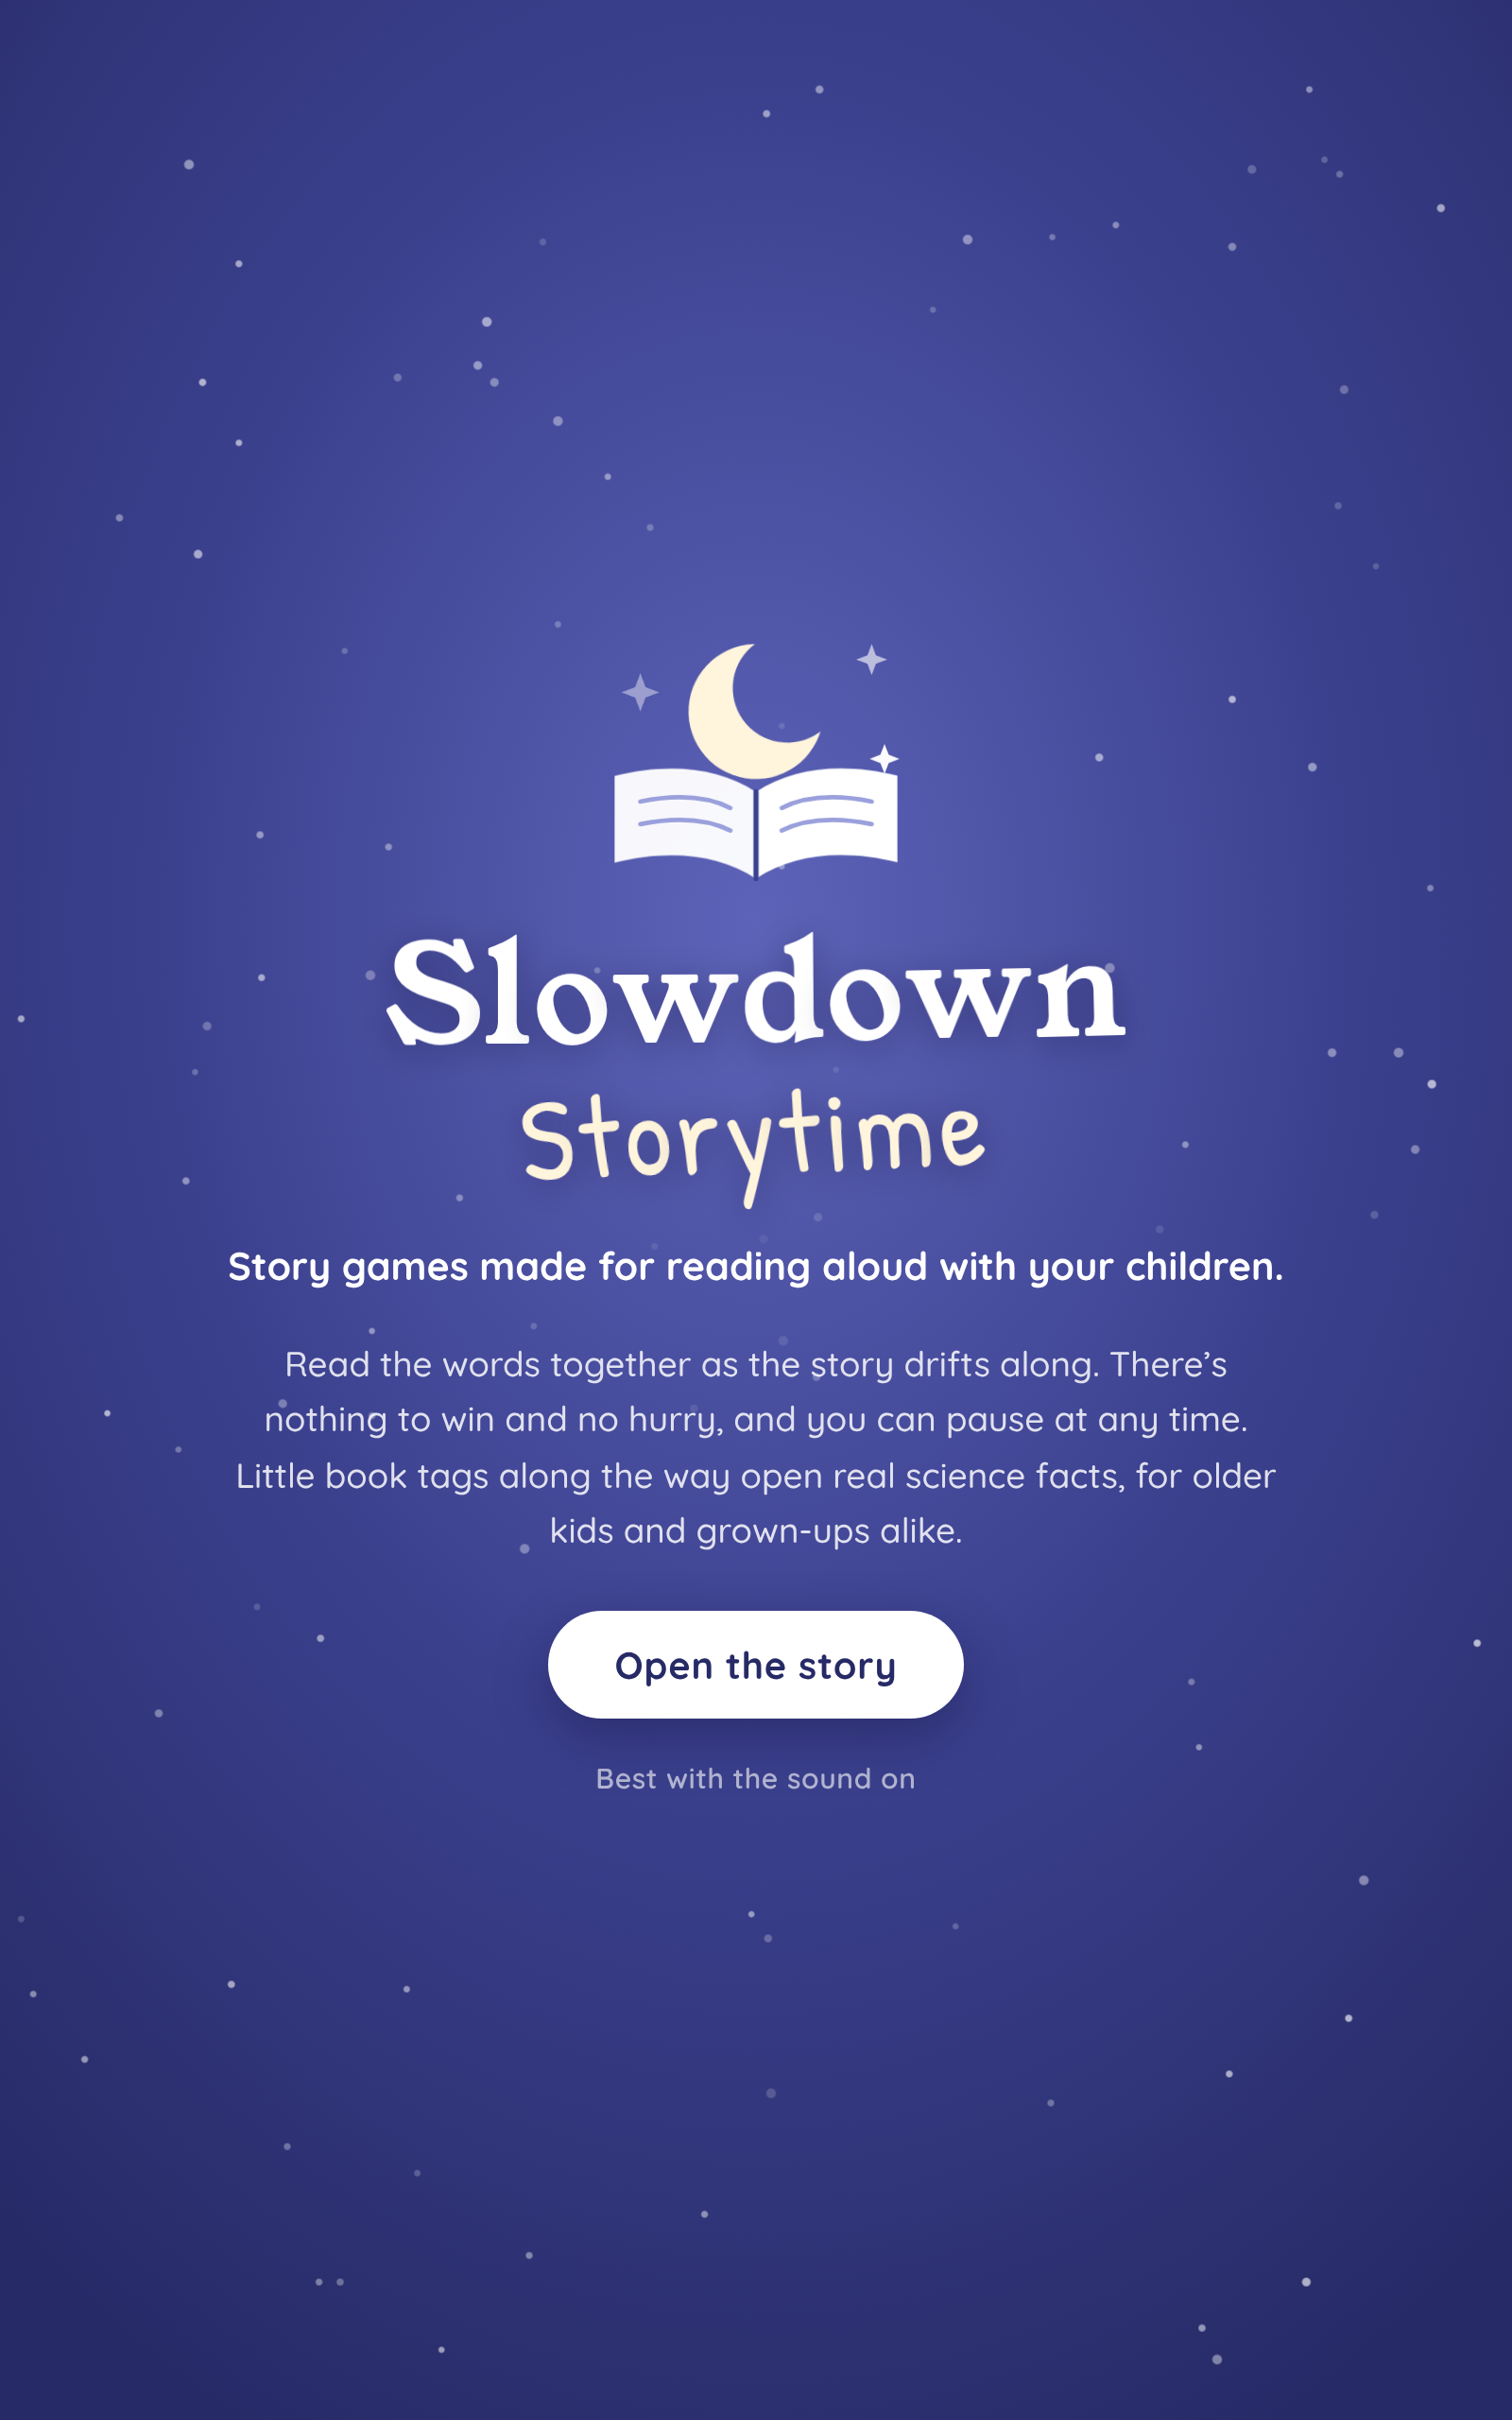 Slowdown
Storytime
Story games made for reading aloud with your children.
Read the words together as the story drifts along. There’s
nothing to win and no hurry, and you can pause at any time.
Little book tags along the way open real science facts, for older
kids and grown-ups alike.
Open the story
Best with the sound on